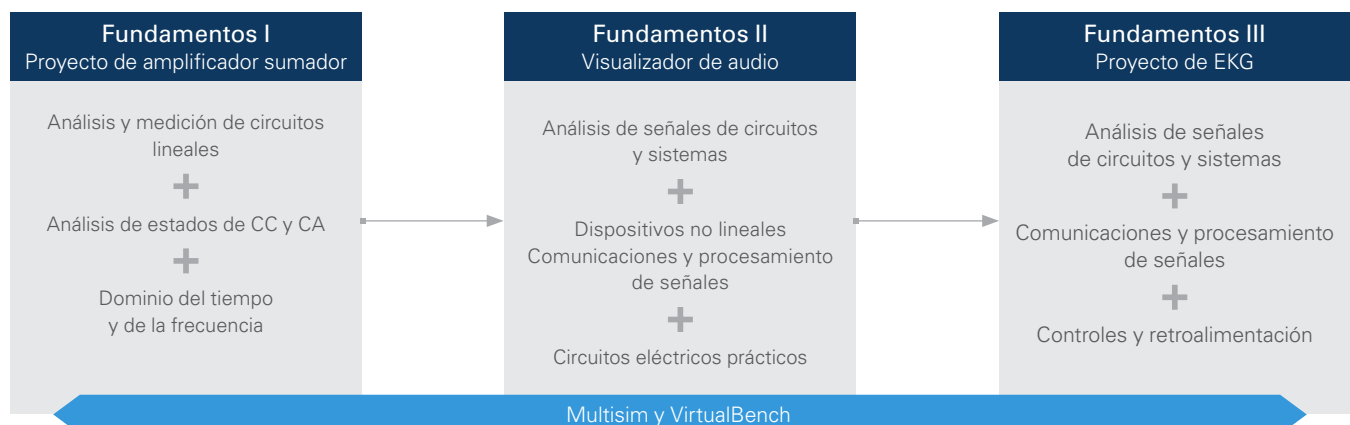 Fundamentos I
Proyecto de amplificador sumador
Análisis y medición de circuitos
lineales
+
Análisis de estados de CC y CA
+
Dominio del tiempo
y de la frecuencia
Fundamentos II
Visualizador de audio
Análisis de señales de circuitos
y sistemas
+
Dispositivos no lineales
Comunicaciones y procesamiento
de señales
+
Circuitos eléctricos prácticos
Fundamentos III
Proyecto de EKG
Análisis de señales
de circuitos y sistemas
+
Comunicaciones y procesamiento
de señales
+
Controles y retroalimentación
Multisim y VirtualBench